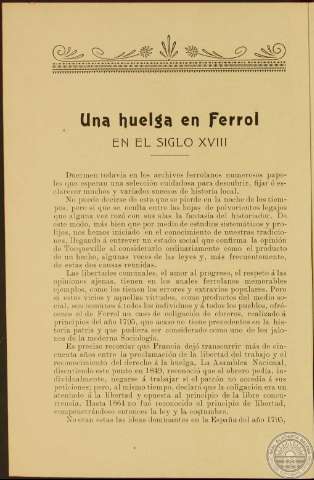 Una huelga en Ferrol
EN EL SIGLO XVIII
Duermen todavía en los archivos ferrolanos numerosos pape-
les que esperan una selección cuidadosa para descubrir, fijar ó es-
clarecer muchos y variados sucesos de historia local.
No puede decirse de esto que se pierde en la noche de los tiem-
pos, pero sí que se oculta entre las hojas de polvorientos legajos
que alguna vez rozó con sus alas la fantasía del historiador. De
este modo, más bien que por medio de estudios sistemáticos y pro-
lijos, nos hemos iniciado en el conocimiento de nuestras tradicio-
nes, llegando á entrever un estado social que confirma la opinión
de Tocqueville al considerarlo ordinariamente como el producto
de un hecho, algunas veces de las leyes y, más frecuentemente,
de estas dos causas reunidas.
Las libertades comunales, el amor al progreso, el respeto á las
opiniones ajenas, tienen en los anales ferrolanos memorables
ejemplos, como los tienen los errores y extravíos populares. Pero
si estos vicios y aquellas virtudes, como productos del medio so-
cial, son comunes á todos los individuos y á todos los pueblos, ofré-
cenos el de Ferrol un caso de coligación de obreros, realizado á
principios del año 1795, que acaso no tiene precedentes en la his-
toria patria y que pudiera ser considerado como uno de los jalo-
nes de la moderna Sociología.
Es preciso recordar que Francia dejó transcurrir más de cin-
cuenta años entre la proclamación de la libertad del trabajo y el
reconocimiento del derecho á la huelga. La Asamblea Nacional,
discutiendo este punto en 1849, reconoció que el obrero podía, in-
dividualmente, negarse á trabajar si el patrón no accedía á sus
peticiones; pero, al mismo tiempo, declaró que la coligación era un
atentado á la libertad y opuesta al principio de la libre concu-
rrencia. Hasta 1864 no fué reconocido el principio de libertad,
compenetrándose entonces la ley y la costumbre.
No eran estas las ideas dominantes en la España del año 1795,